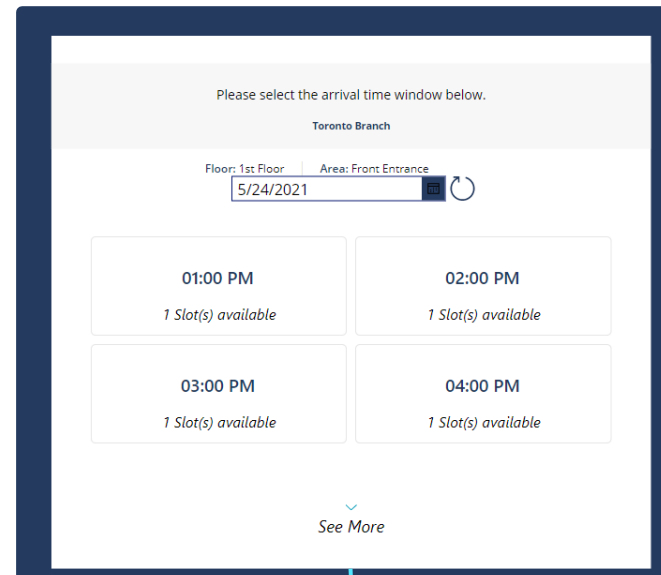 Please select the arrival time window below.
Toronto Branch
Floor: 1st Floor Area: Front Entrance
5/24/2021
01:00 PM
1 Slot(s) available
02:00 PM
1 Slot(s) available
03:00 PM
1 Slot(s) available
04:00 PM
1 Slot(s) available
See More